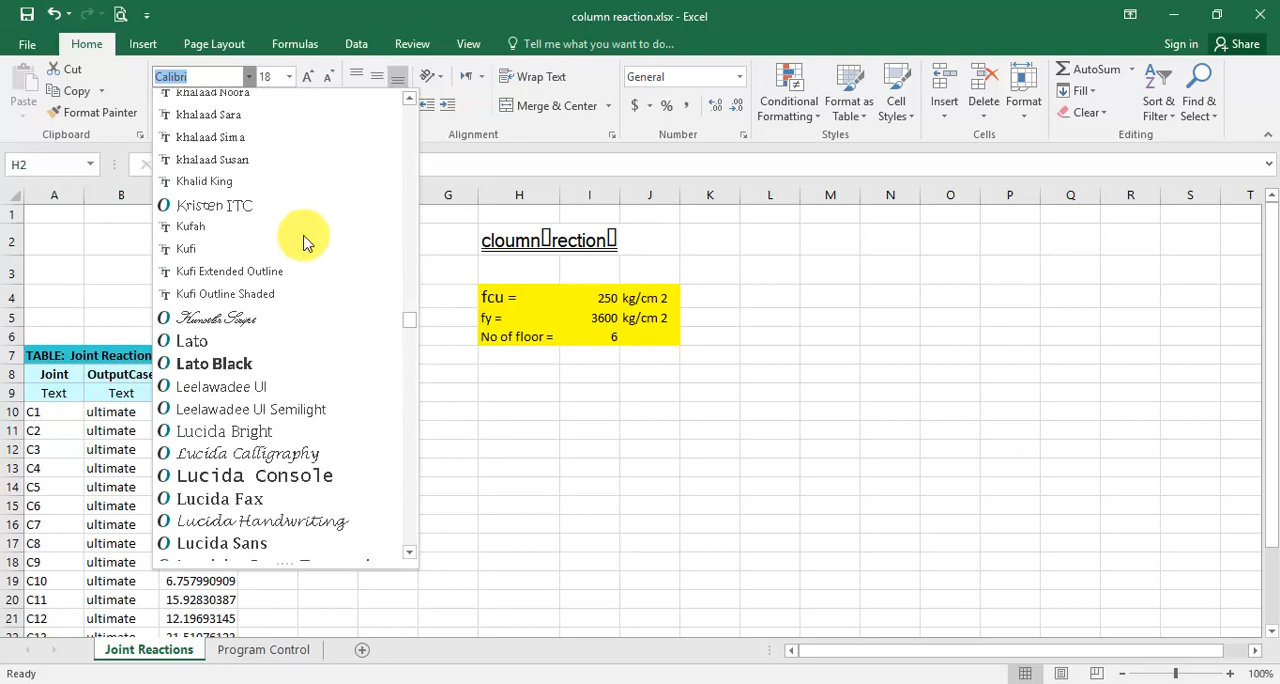 column reaction.xlsx - Excel
File Home Insert Page Layout Formulas Data Review View Tell me what you want to do... Sign in Share
Cut
Copy
Format Painter
Paste
Clipboard
Calibri 18
Wrap Text
Merge & Center
Alignment
General
$ % ,
Number
Conditional Formatting
Format as Table
Cell Styles
Styles
Insert Delete Format
Cells
AutoSum
Fill
Clear
Sort & Filter
Find & Select
Editing
H2
khalaad Noora
khalaad Sara
khalaad Sima
khalaad Susan
Khalid King
Kristen ITC
Kufah
Kufi
Kufi Extended Outline
Kufi Outline Shaded
Kunstler Script
Lato
Lato Black
Leelawadee UI
Leelawadee UI Semilight
Lucida Bright
Lucida Calligraphy
Lucida Console
Lucida Fax
Lucida Handwriting
Lucida Sans
A B G H I J K L M N O P Q R S T
1
2 cloumn▯rection▯
3
4 fcu = 250 kg/cm 2
5 fy = 3600 kg/cm 2
6 No of floor = 6
7 TABLE: Joint Reaction
8 Joint OutputCase
9 Text Text
10 C1 ultimate
11 C2 ultimate
12 C3 ultimate
13 C4 ultimate
14 C5 ultimate
15 C6 ultimate
16 C7 ultimate
17 C8 ultimate
18 C9 ultimate
19 C10 ultimate 6.757990909
20 C11 ultimate 15.92830387
21 C12 ultimate 12.19693145
Joint Reactions Program Control
Ready 100%